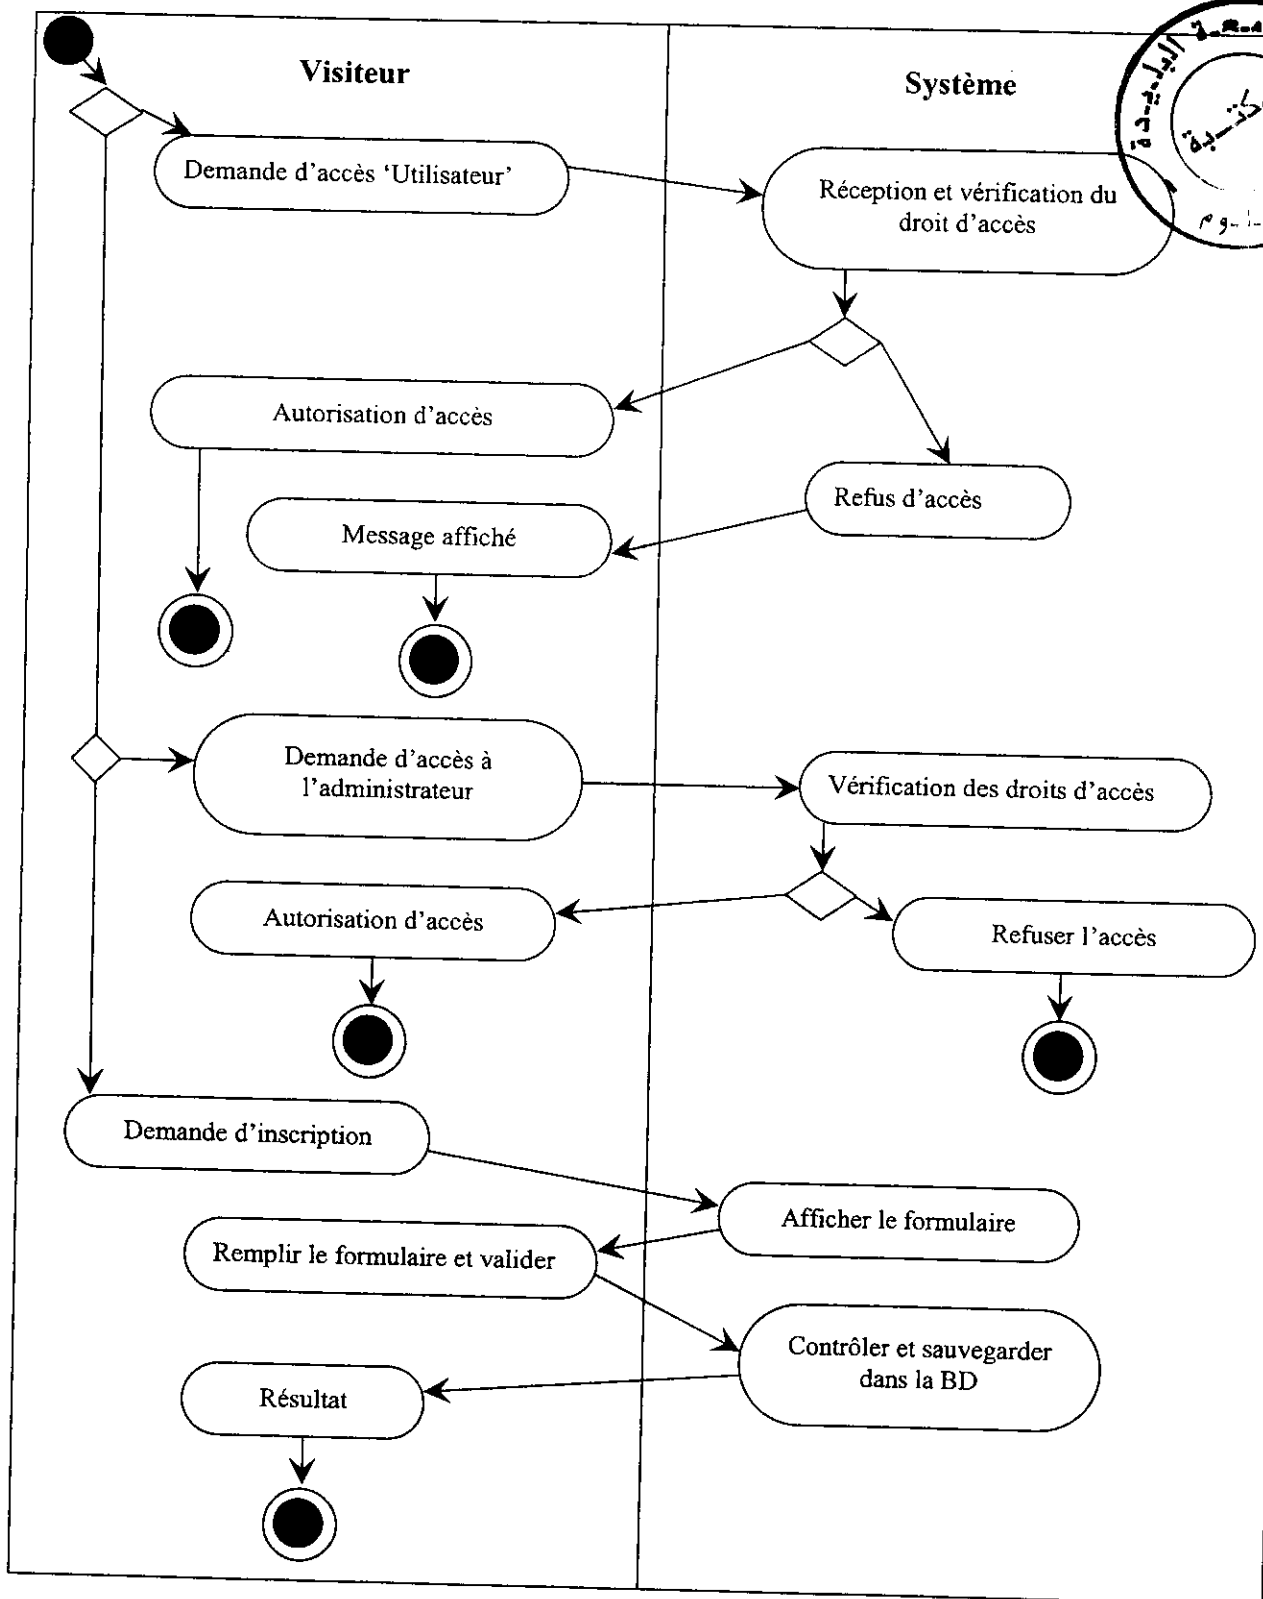 Visiteur
Système
Demande d'accès ‘Utilisateur’
Réception et vérification du
droit d'accès
Autorisation d'accès
Refus d'accès
Message affiché
Demande d'accès à
l'administrateur
Vérification des droits d'accès
Autorisation d'accès
Refuser l'accès
Demande d'inscription
Afficher le formulaire
Remplir le formulaire et valider
Contrôler et sauvegarder
dans la BD
Résultat